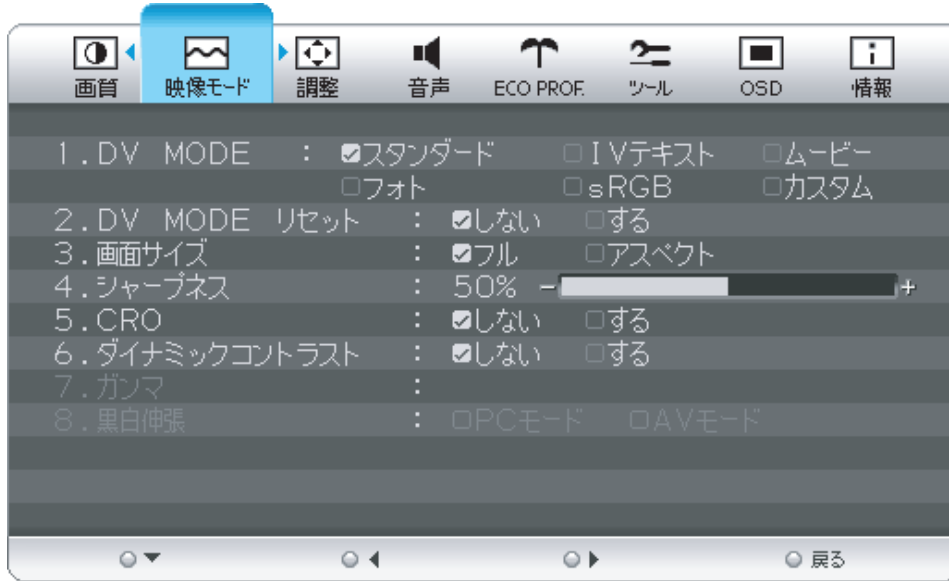 画質 映像モード 調整 音声 ECO PROF. ツール OSD 情報
1.DV MODE : スタンダード IVテキスト ムービー
フォト sRGB カスタム
2.DV MODE リセット : しない する
3.画面サイズ : フル アスペクト
4.シャープネス : 50% - +
5.CRO : しない する
6.ダイナミックコントラスト : しない する
7.ガンマ :
8.黒白伸張 : PCモード AVモード
戻る